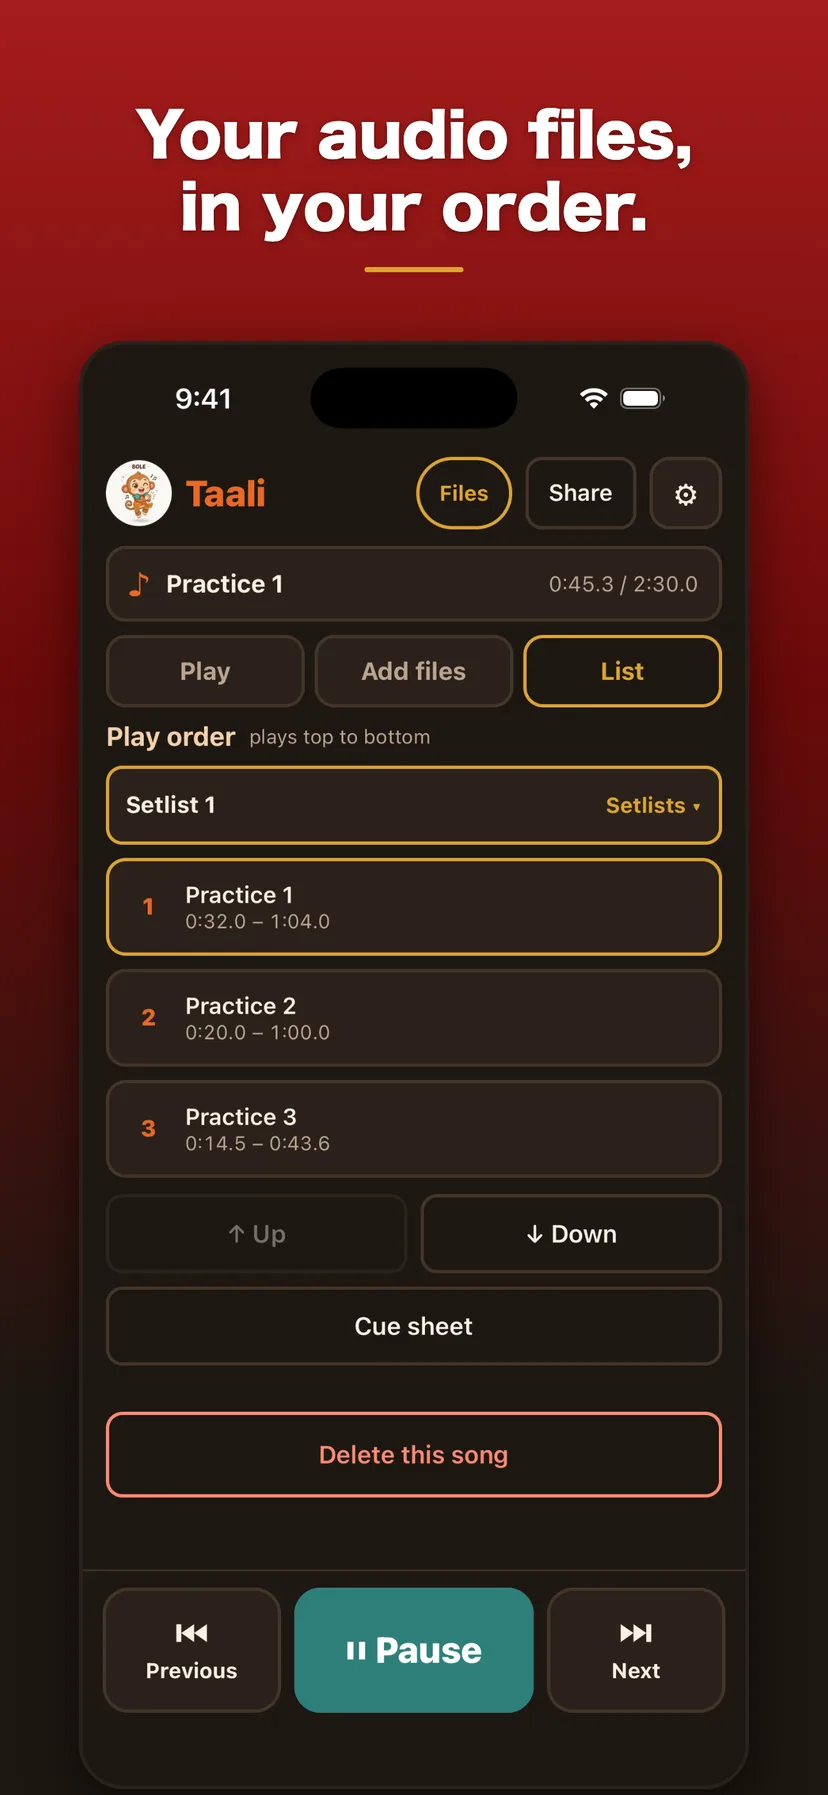 Your audio files,
in your order.
9:41
BOLE
Taali
Files
Share
Practice 1
0:45.3 / 2:30.0
Play
Add files
List
Play order plays top to bottom
Setlist 1
Setlists ▾
1
Practice 1
0:32.0 – 1:04.0
2
Practice 2
0:20.0 – 1:00.0
3
Practice 3
0:14.5 – 0:43.6
↑ Up
↓ Down
Cue sheet
Delete this song
Previous
Pause
Next